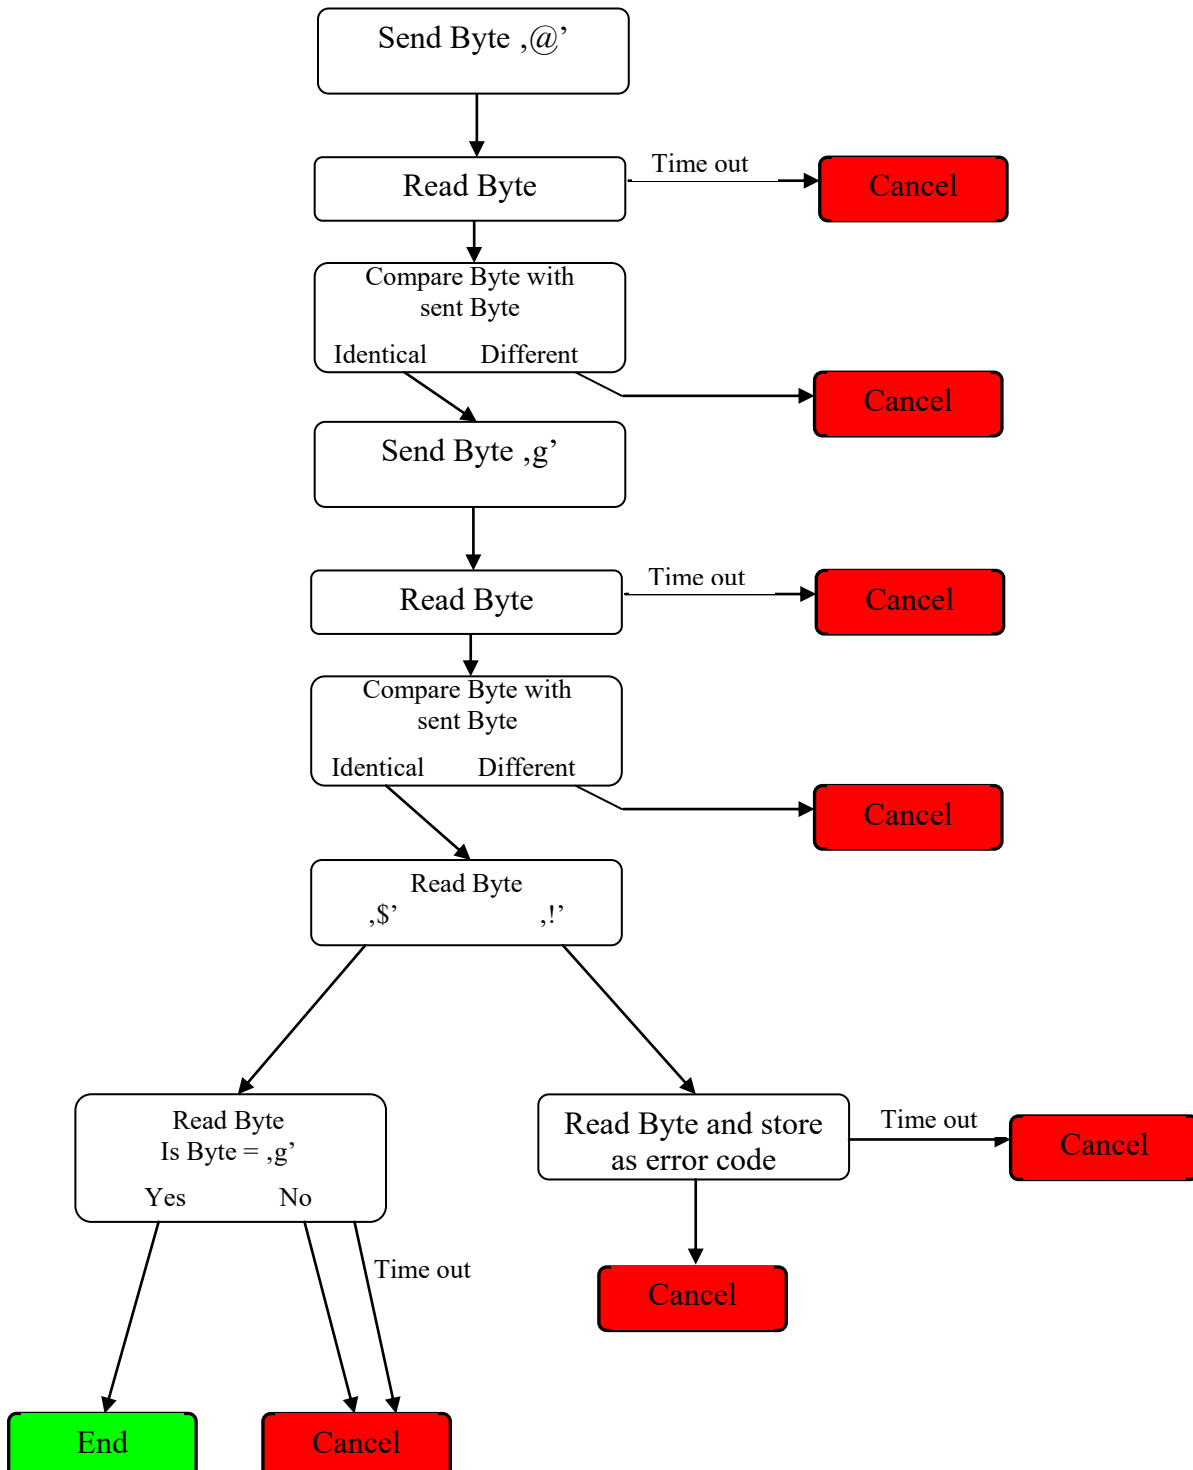 Send Byte ‚@’
Read Byte
Time out
Cancel
Compare Byte with
sent Byte
Identical Different
Cancel
Send Byte ‚g’
Read Byte
Time out
Cancel
Compare Byte with
sent Byte
Identical Different
Cancel
Read Byte
‚$’ ‚!’
Read Byte
Is Byte = ‚g’
Yes No
Time out
Read Byte and store
as error code
Time out
Cancel
Cancel
End
Cancel